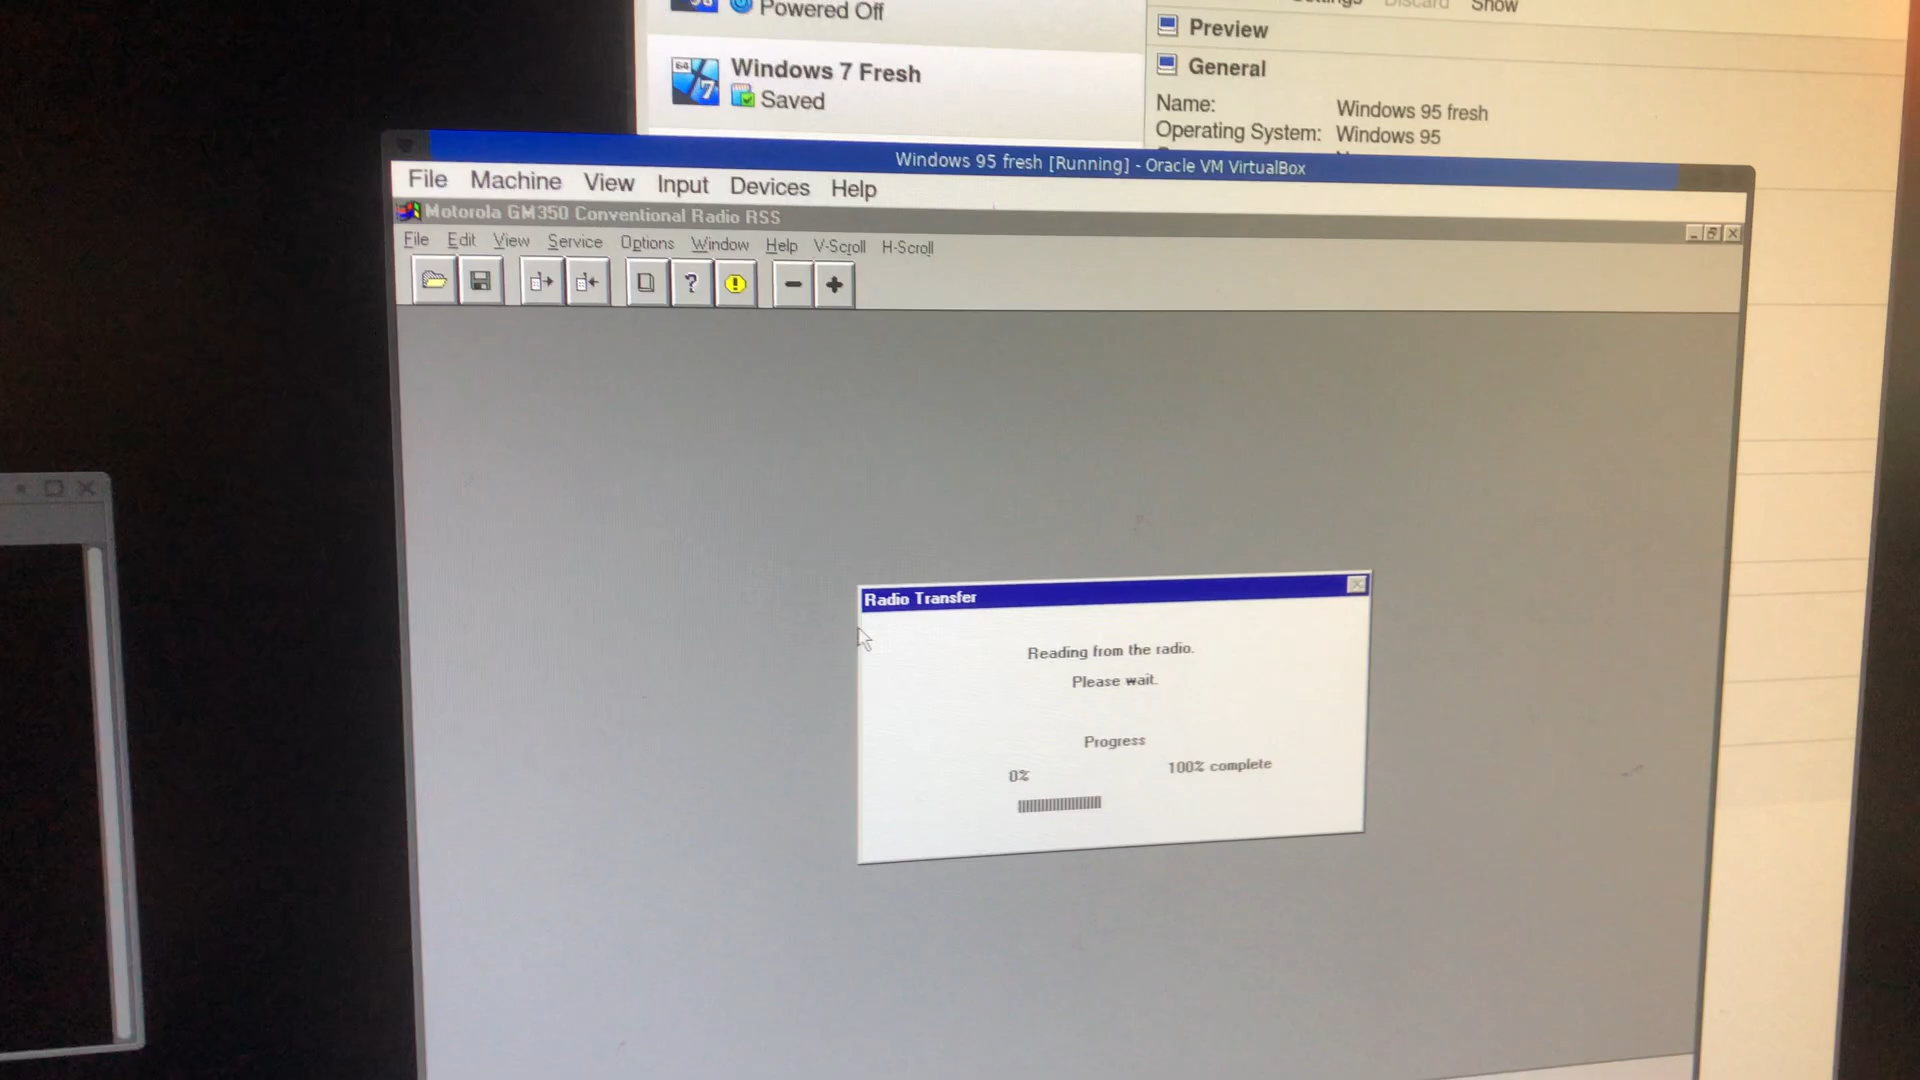 Powered Off
Show
Preview
Windows 7 Fresh
Saved
General
Name: Windows 95 fresh
Operating System: Windows 95
Windows 95 fresh [Running] - Oracle VM VirtualBox
File Machine View Input Devices Help
Motorola GM350 Conventional Radio RSS
File Edit View Service Options Window Help V-Scroll H-Scroll
Radio Transfer
Reading from the radio.
Please wait.
Progress
0% 100% complete